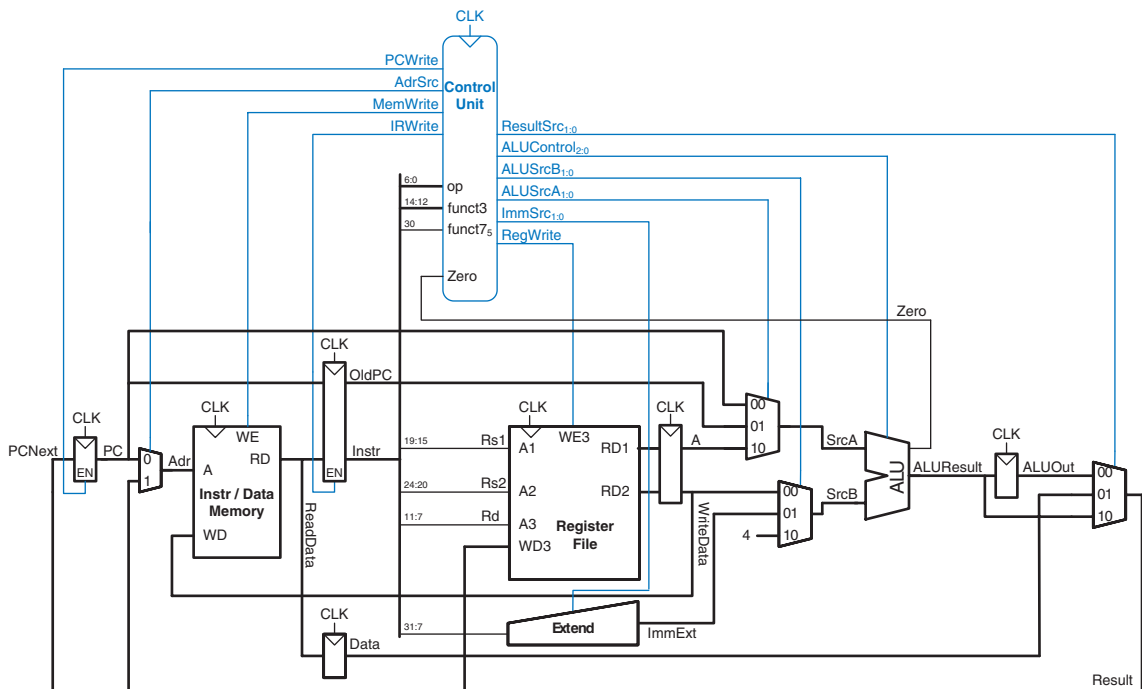 CLK
PCWrite
AdrSrc
MemWrite
IRWrite
Control
Unit
ResultSrc1:0
ALUControl2:0
ALUSrcB1:0
ALUSrcA1:0
ImmSrc1:0
RegWrite
6:0 op
14:12 funct3
30 funct75
Zero
Zero
CLK
OldPC
CLK
CLK
CLK
CLK
CLK
PCNext
EN
PC
0
1
Adr
WE
A
RD
Instr / Data
Memory
WD
EN
Instr
ReadData
19:15 Rs1
24:20 Rs2
11:7 Rd
31:7
A1
A2
A3
WD3
WE3
RD1
RD2
Register
File
A
WriteData
00
01
10
SrcA
00
01
10
4
SrcB
ALU
ALUResult
ALUOut
00
01
10
Extend
ImmExt
CLK
Data
Result